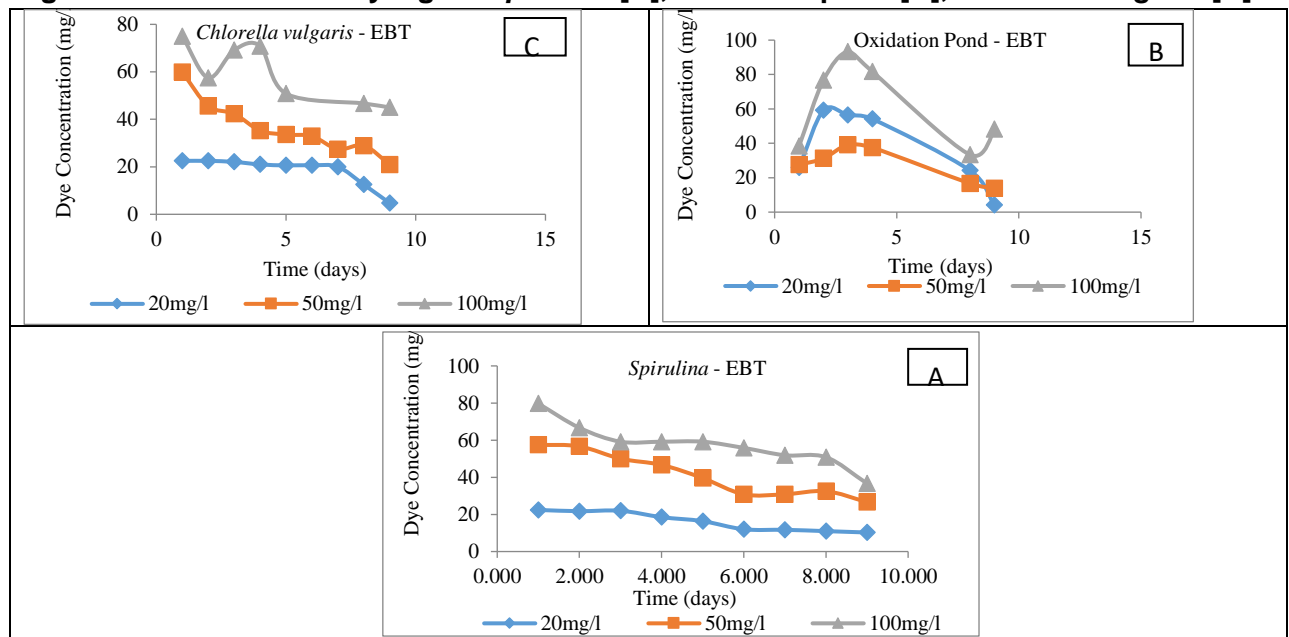 Chlorella vulgaris - EBT
C
Dye Concentration (mg/l
80
60
40
20
0
0 5 10 15
Time (days)
20mg/l 50mg/l 100mg/l
Oxidation Pond - EBT
B
Dye Concentration (mg/l
100
80
60
40
20
0
0 5 10 15
Time (days)
20mg/l 50mg/l 100mg/l
Spirulina - EBT
A
Dye Concentration (mg/
100
80
60
40
20
0
0.000 2.000 4.000 6.000 8.000 10.000
Time (days)
20mg/l 50mg/l 100mg/l